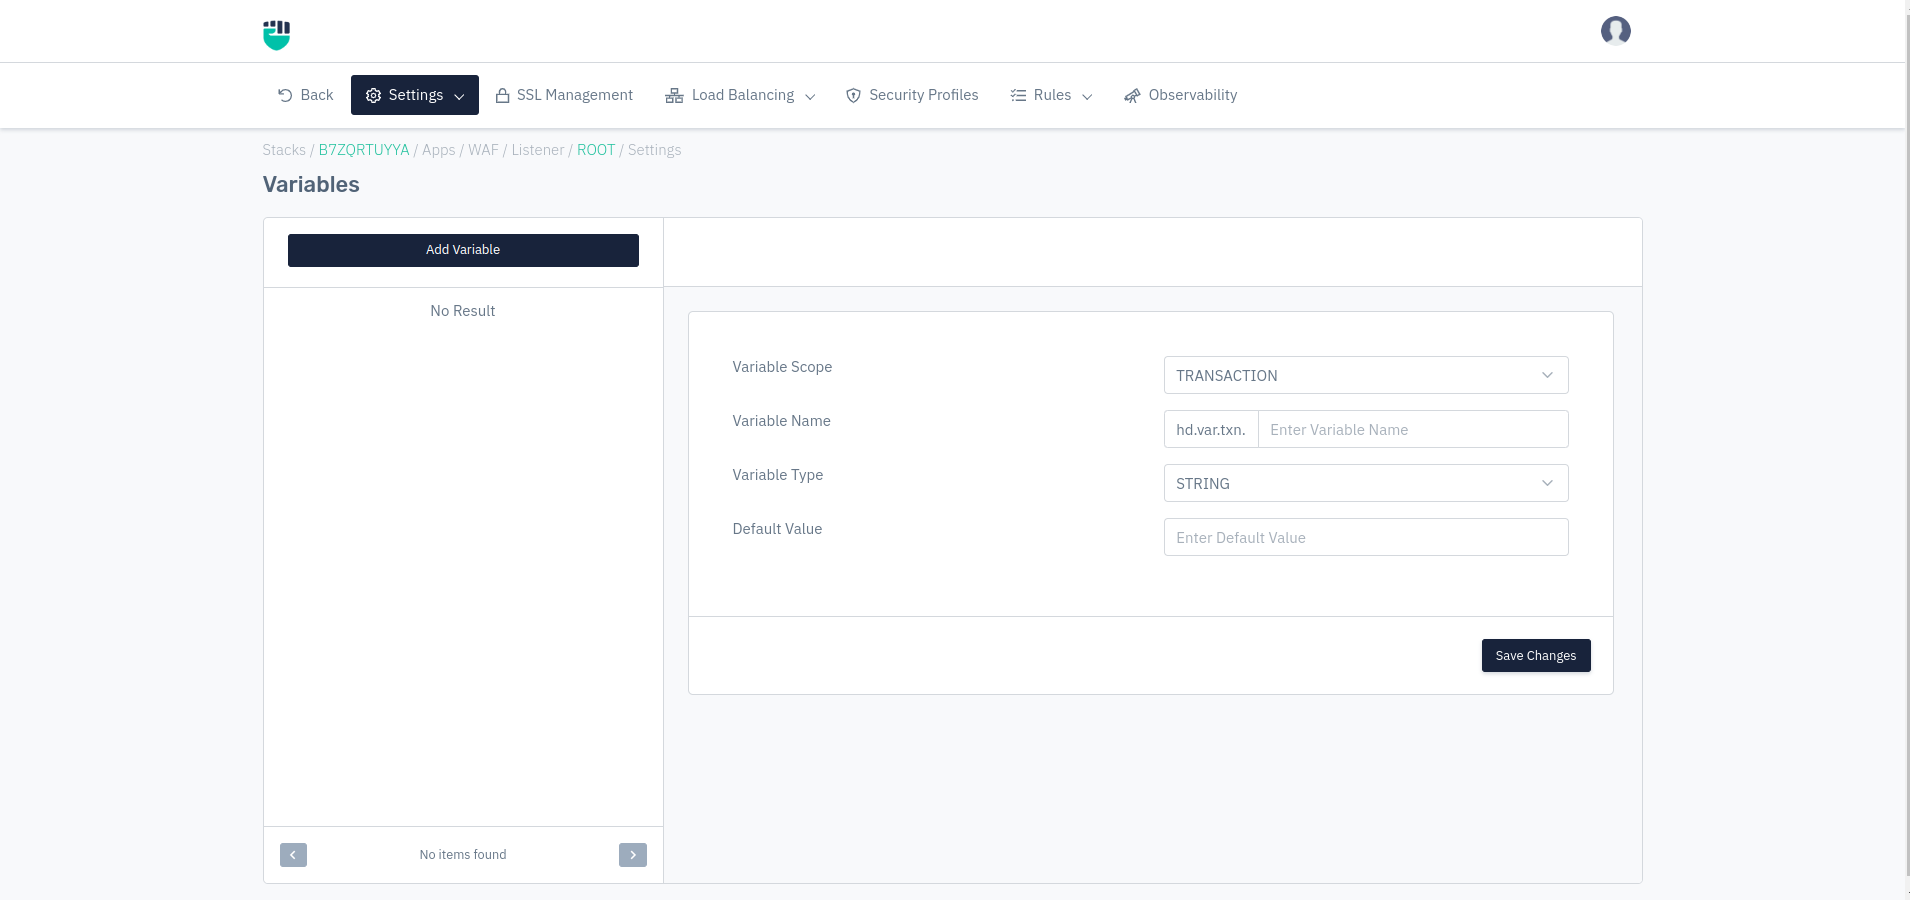 Back Settings SSL Management Load Balancing Security Profiles Rules Observability
Stacks / B7ZQRTUYYA / Apps / WAF / Listener / ROOT / Settings
Variables
Add Variable
No Result
Variable Scope TRANSACTION
Variable Name hd.var.txn. Enter Variable Name
Variable Type STRING
Default Value Enter Default Value
Save Changes
No items found